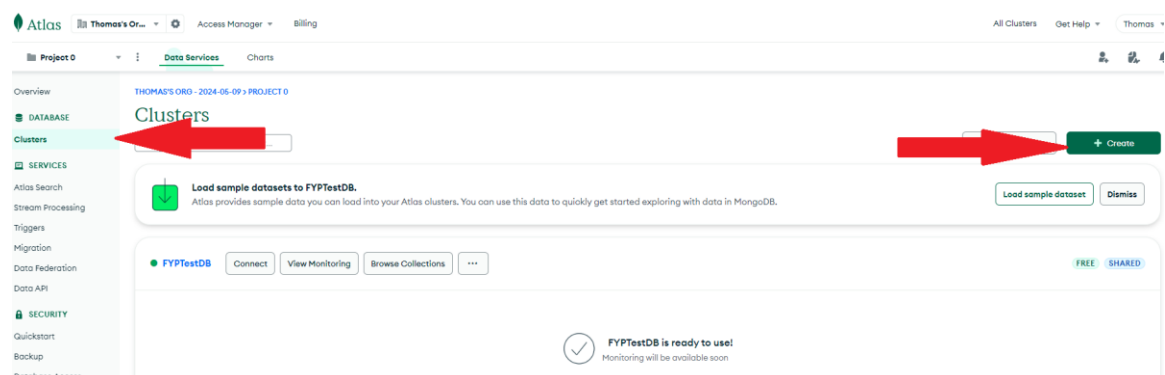 Atlas Thomas's Or... Access Manager Billing All Clusters Get Help Thomas
Project 0 Data Services Charts
Overview
DATABASE
Clusters
SERVICES
Atlas Search
Stream Processing
Triggers
Migration
Data Federation
Data API
SECURITY
Quickstart
Backup
THOMAS'S ORG - 2024-05-09 > PROJECT 0
Clusters
+ Create
Load sample datasets to FYPTestDB.
Atlas provides sample data you can load into your Atlas clusters. You can use this data to quickly get started exploring with data in MongoDB.
Load sample dataset Dismiss
FYPTestDB Connect View Monitoring Browse Collections ... FREE SHARED
FYPTestDB is ready to use!
Monitoring will be available soon